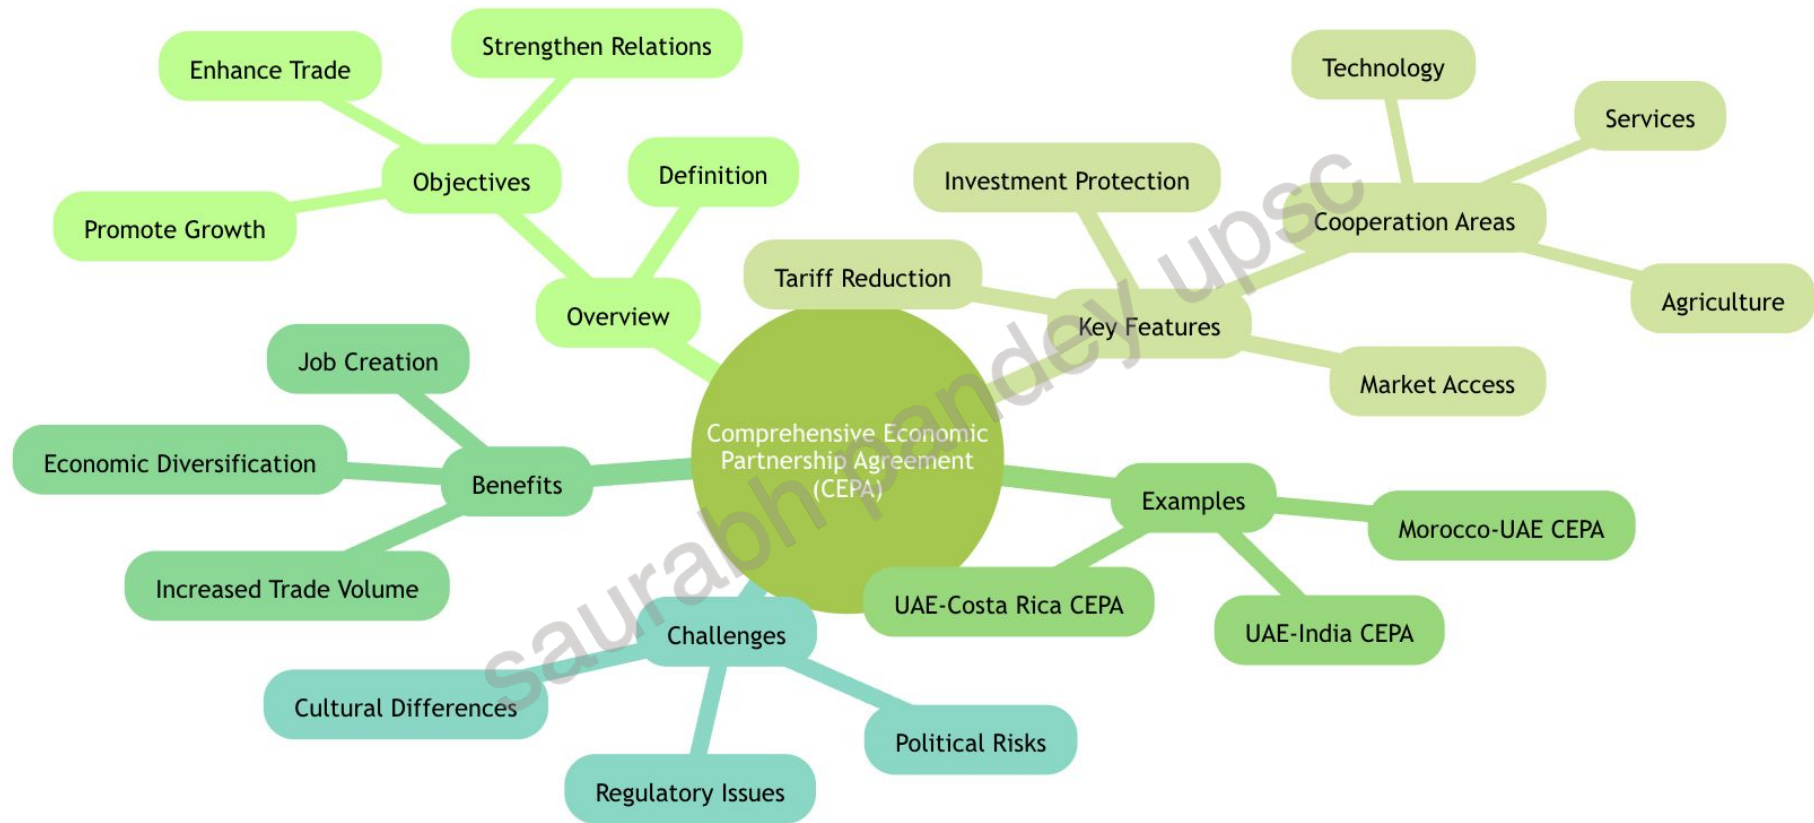 Strengthen Relations
Enhance Trade
Technology
Services
Definition
Investment Protection
Objectives
Cooperation Areas
Promote Growth
Tariff Reduction
Agriculture
Overview
Key Features
Job Creation
Market Access
Comprehensive Economic
Partnership Agreement
(CEPA)
Economic Diversification
Benefits
Examples
Morocco-UAE CEPA
Increased Trade Volume
UAE-Costa Rica CEPA
Challenges
UAE-India CEPA
Cultural Differences
Political Risks
Regulatory Issues
saurabh pandey upsc